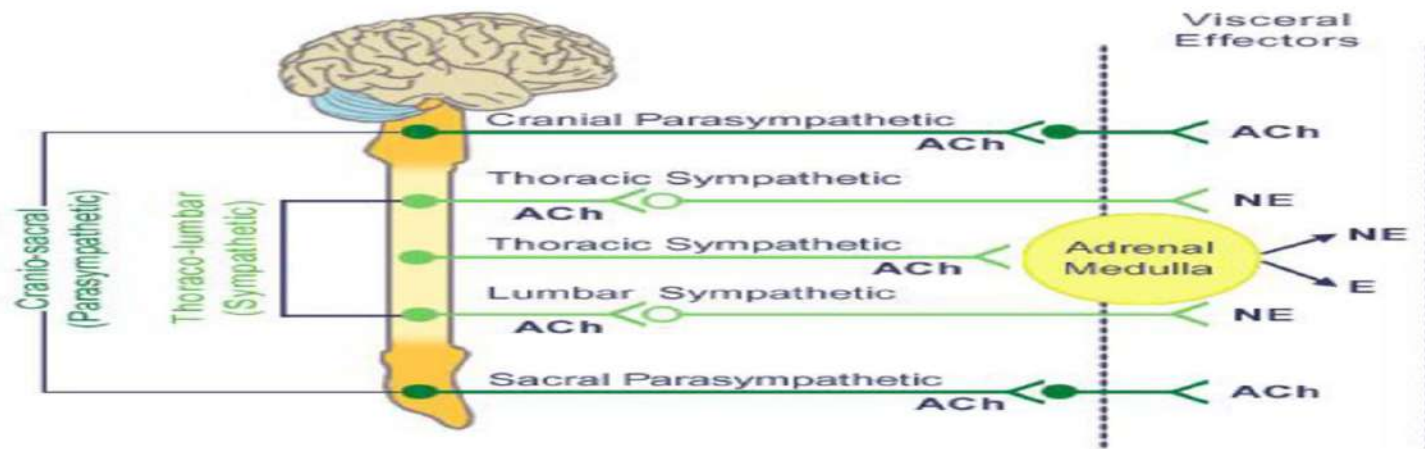 Visceral
Effectors
Cranial Parasympathetic
ACh
ACh
Thoracic Sympathetic
ACh
NE
Thoracic Sympathetic
ACh
Adrenal
Medulla
NE
E
Lumbar Sympathetic
ACh
NE
Sacral Parasympathetic
ACh
ACh
Cranio-sacral
(Parasympathetic)
Thoraco-lumbar
(Sympathetic)